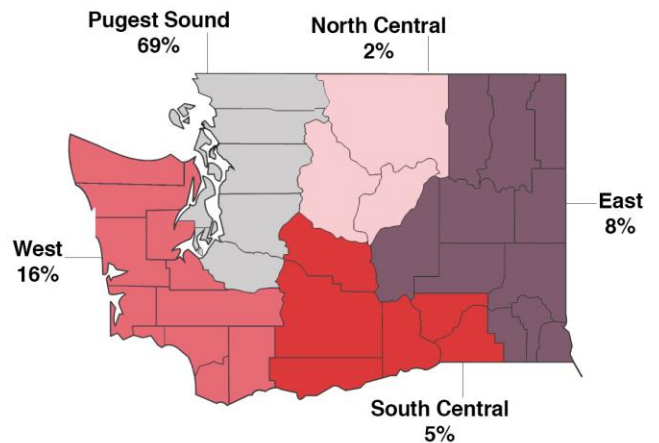 Pugest Sound
69%
North Central
2%
East
8%
West
16%
South Central
5%